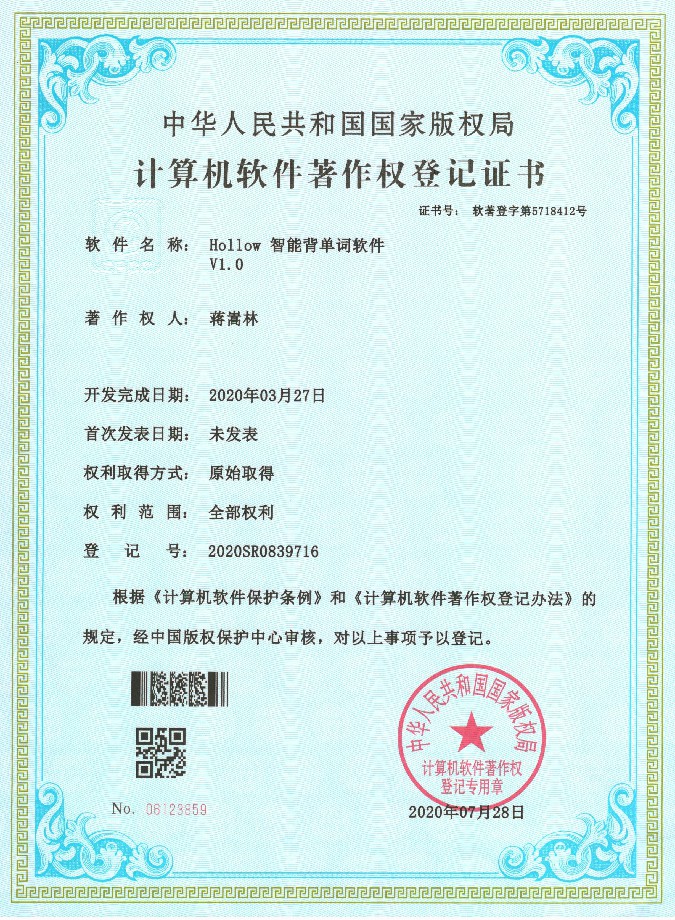 中华人民共和国国家版权局
计算机软件著作权登记证书
证书号： 软著登字第5718412号
软 件 名 称： Hollow 智能背单词软件
V1.0
著 作 权 人： 蒋嵩林
开发完成日期： 2020年03月27日
首次发表日期： 未发表
权利取得方式： 原始取得
权 利 范 围： 全部权利
登 记 号： 2020SR0839716
根据《计算机软件保护条例》和《计算机软件著作权登记办法》的
规定，经中国版权保护中心审核，对以上事项予以登记。
中华人民共和国国家版权局
计算机软件著作权
登记专用章
No. 06123859
2020年07月28日